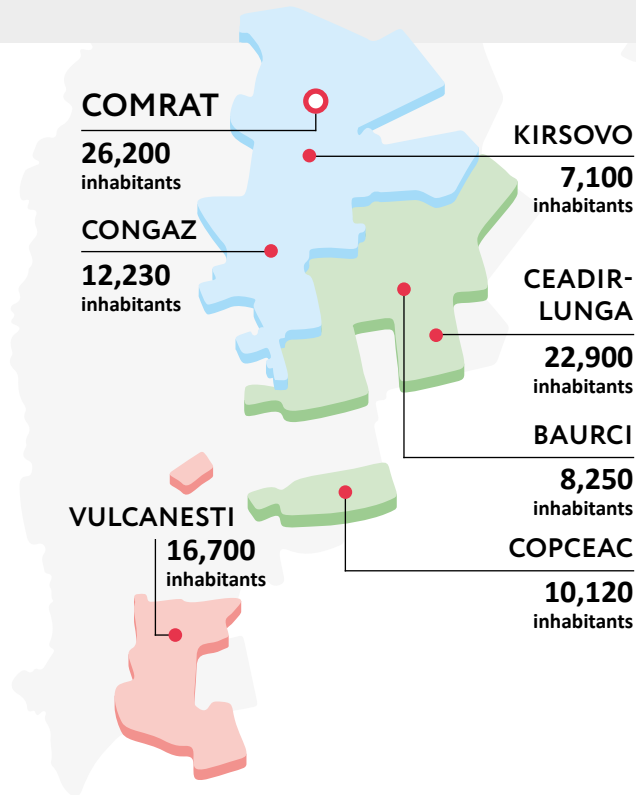 COMRAT
26,200
inhabitants
KIRSOVO
7,100
inhabitants
CONGAZ
12,230
inhabitants
CEADIR-
LUNGA
22,900
inhabitants
BAURCI
8,250
inhabitants
VULCANESTI
16,700
inhabitants
COPCEAC
10,120
inhabitants